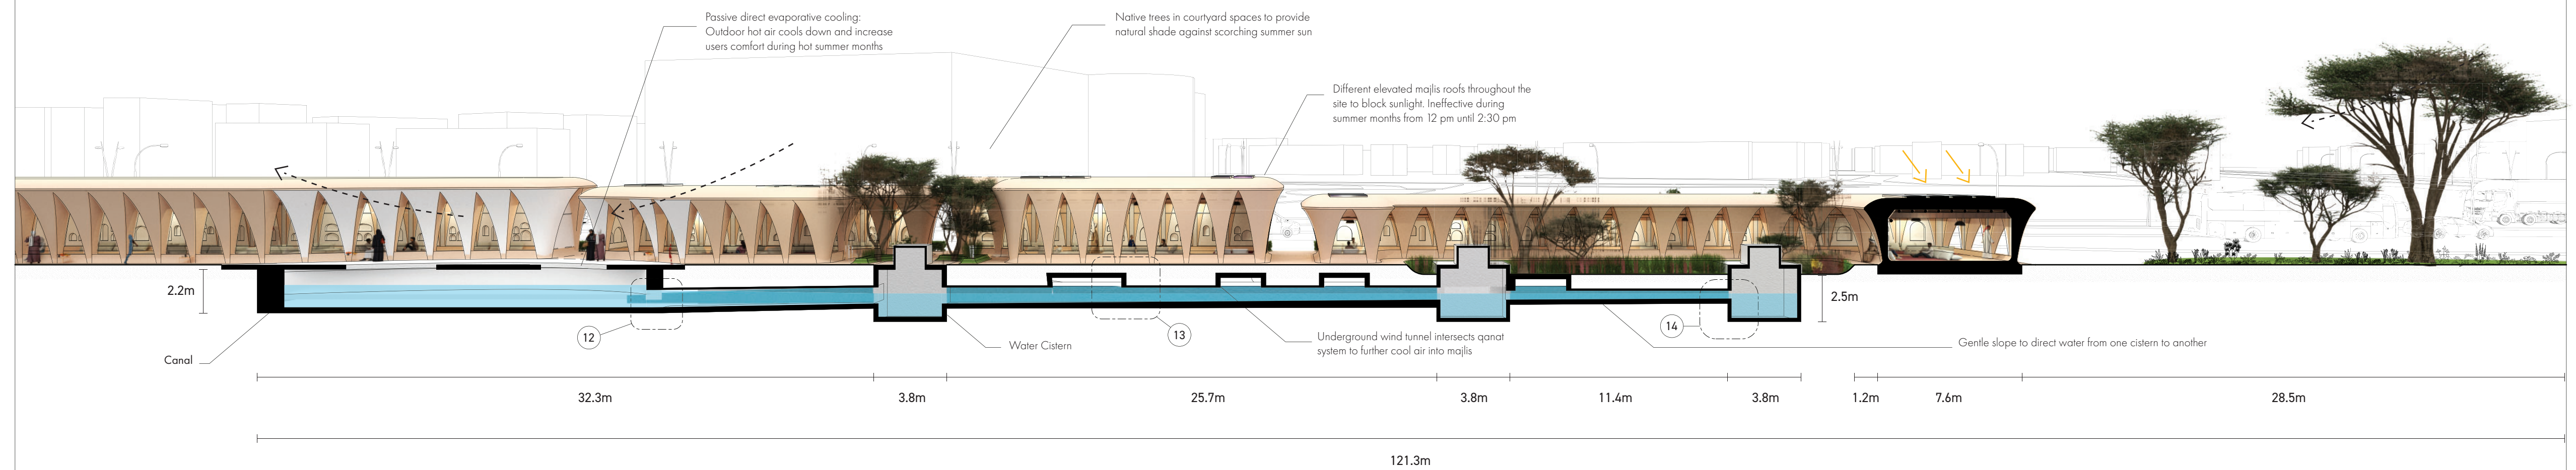 Passive direct evaporative cooling:
Outdoor hot air cools down and increase
users comfort during hot summer months
Native trees in courtyard spaces to provide
natural shade against scorching summer sun
Different elevated majlis roofs throughout the
site to block sunlight. Ineffective during
summer months from 12 pm until 2:30 pm
2.2m
2.5m
12
13
14
Canal
Water Cistern
Underground wind tunnel intersects qanat
system to further cool air into majlis
Gentle slope to direct water from one cistern to another
32.3m
3.8m
25.7m
3.8m
11.4m
3.8m
1.2m
7.6m
28.5m
121.3m